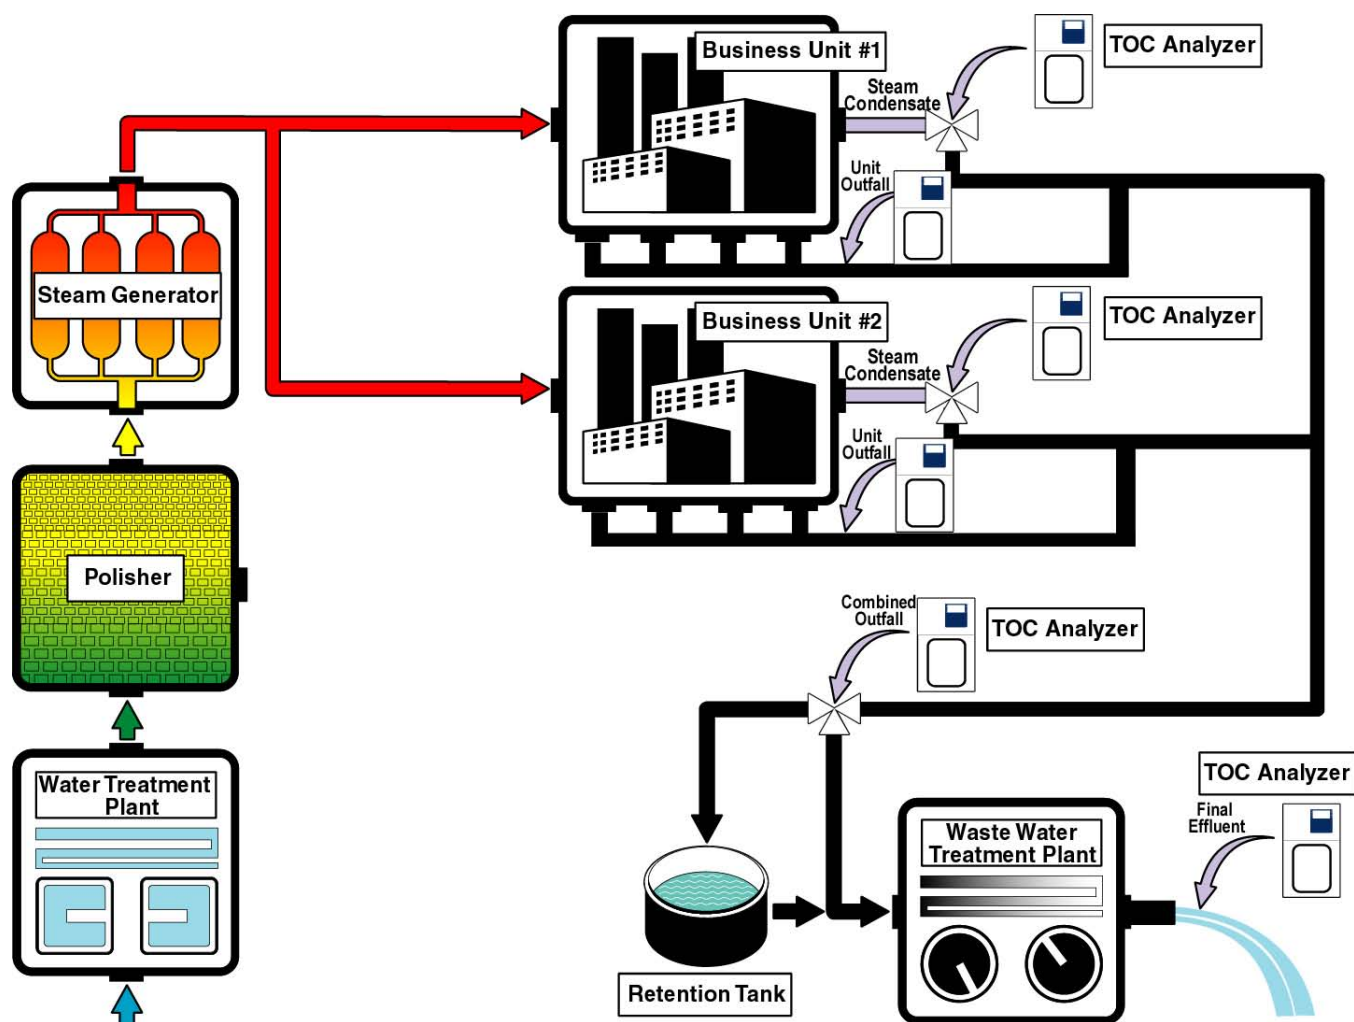 Business Unit #1
TOC Analyzer
Steam
Condensate
Unit
Outfall
Steam Generator
Business Unit #2
TOC Analyzer
Steam
Condensate
Unit
Outfall
Polisher
Combined
Outfall
TOC Analyzer
Water Treatment
Plant
TOC Analyzer
Final
Effluent
Waste Water
Treatment Plant
Retention Tank